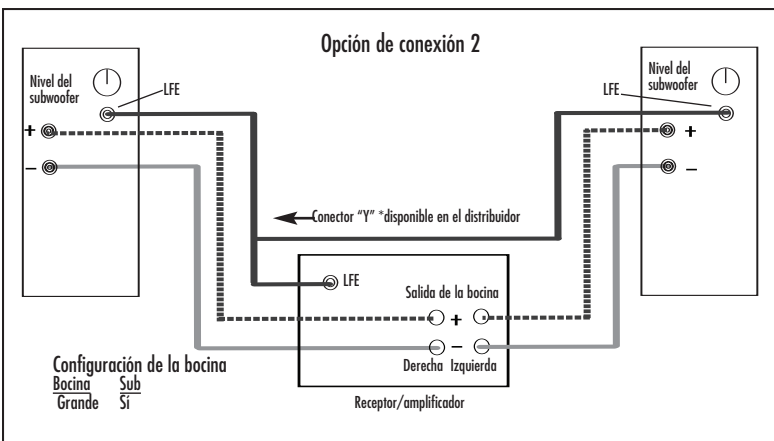 Opción de conexión 2
Nivel del
subwoofer
LFE
+
–
Nivel del
subwoofer
LFE
+
–
Conector "Y" *disponible en el distribuidor
LFE
Salida de la bocina
+
–
Derecha Izquierda
Receptor/amplificador
Configuración de la bocina
Bocina Sub
Grande Sí